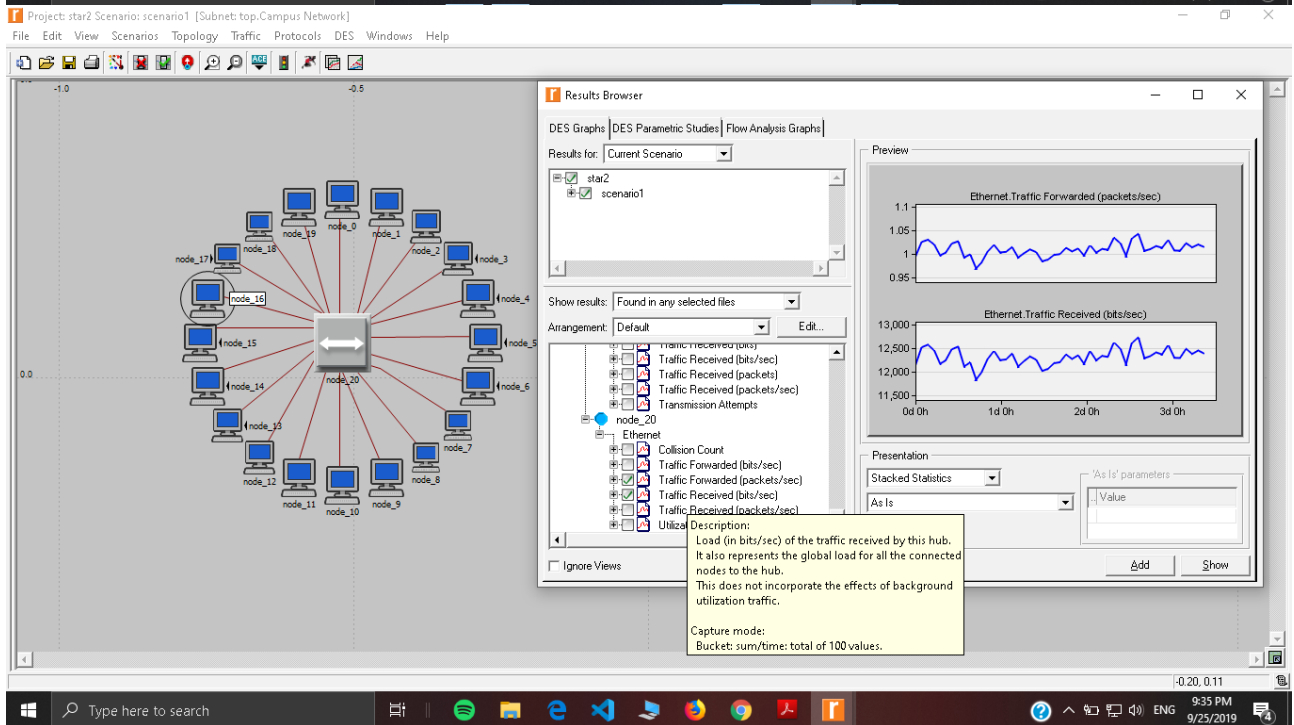 Project: star2 Scenario: scenario1 [Subnet: top.Campus Network]
File Edit View Scenarios Topology Traffic Protocols DES Windows Help
-1.0
-0.5
0.0
node_0
node_1
node_2
node_3
node_4
node_5
node_6
node_7
node_8
node_9
node_10
node_11
node_12
node_13
node_14
node_15
node_16
node_17
node_18
node_19
node_20
Results Browser
DES Graphs DES Parametric Studies Flow Analysis Graphs
Results for: Current Scenario
star2
scenario1
Show results: Found in any selected files
Arrangement: Default Edit...
Traffic Received (bits)
Traffic Received (bits/sec)
Traffic Received (packets)
Traffic Received (packets/sec)
Transmission Attempts
node_20
Ethernet
Collision Count
Traffic Forwarded (bits/sec)
Traffic Forwarded (packets/sec)
Traffic Received (bits/sec)
Traffic Received (packets/sec)
Ignore Views
Description:
Load (in bits/sec) of the traffic received by this hub.
It also represents the global load for all the connected
nodes to the hub.
This does not incorporate the effects of background
utilization traffic.
Capture mode:
Bucket: sum/time: total of 100 values.
Preview
Ethernet.Traffic Forwarded (packets/sec)
1.1
1.05
1
0.95
Ethernet.Traffic Received (bits/sec)
13,000
12,500
12,000
11,500
0d 0h 1d 0h 2d 0h 3d 0h
Presentation
Stacked Statistics
As Is
'As Is' parameters
Value
Add Show
-0.20, 0.11
Type here to search
ENG
9:35 PM
9/25/2019